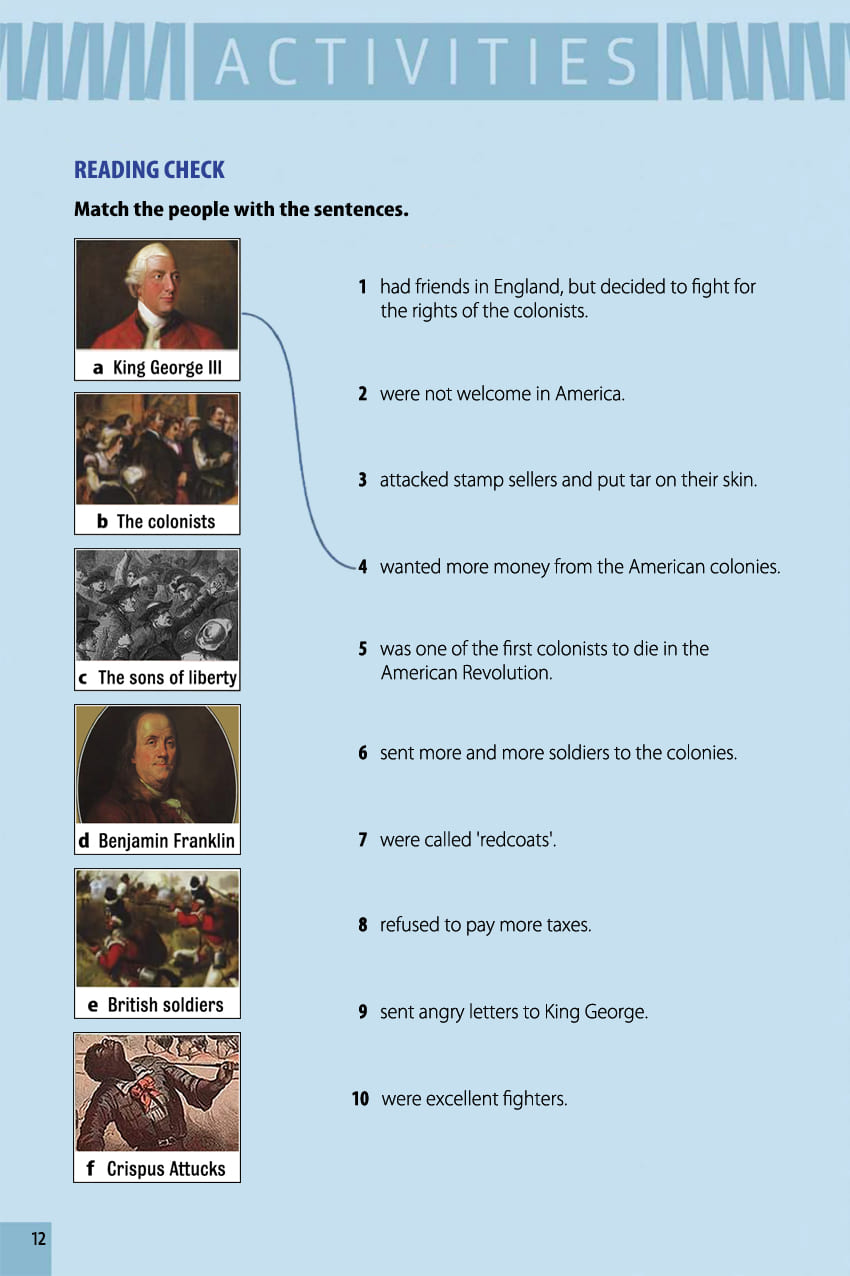 ACTIVITIES
READING CHECK
Match the people with the sentences.
a King George III
b The colonists
c The sons of liberty
d Benjamin Franklin
e British soldiers
f Crispus Attucks
1 had friends in England, but decided to fight for
the rights of the colonists.
2 were not welcome in America.
3 attacked stamp sellers and put tar on their skin.
4 wanted more money from the American colonies.
5 was one of the first colonists to die in the
American Revolution.
6 sent more and more soldiers to the colonies.
7 were called 'redcoats'.
8 refused to pay more taxes.
9 sent angry letters to King George.
10 were excellent fighters.
12